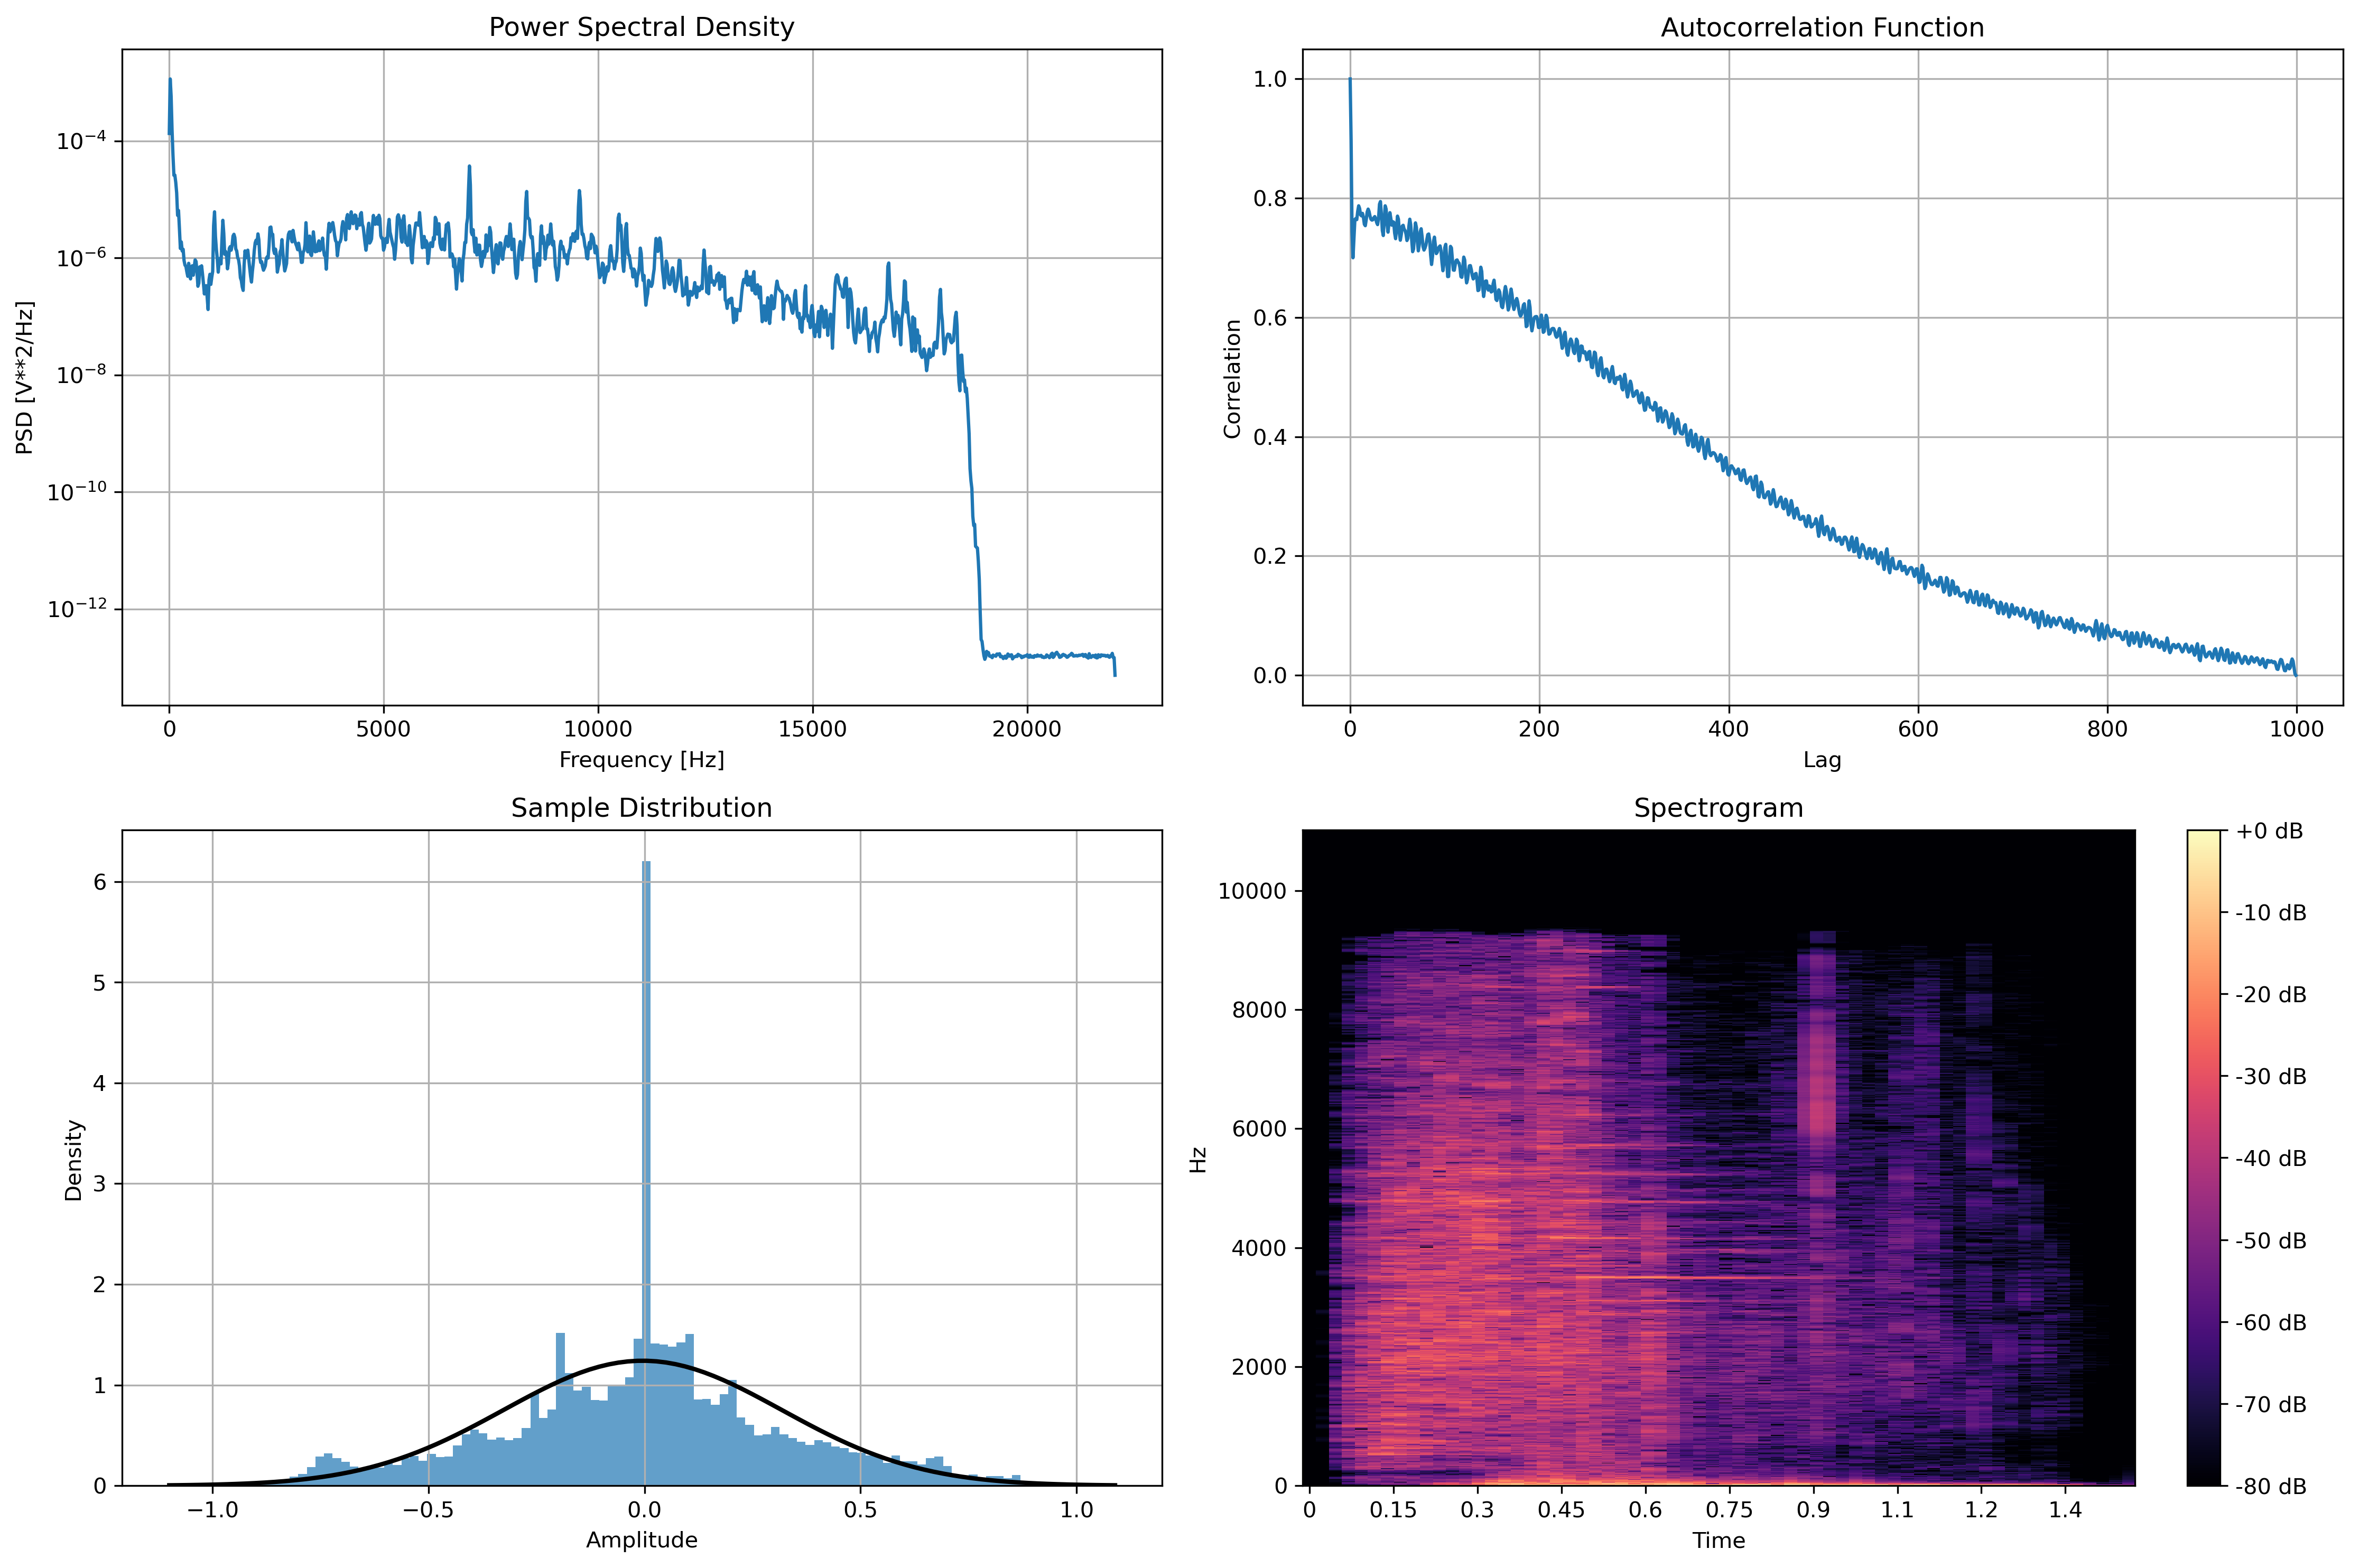 Power Spectral Density
10⁻⁴
10⁻⁶
10⁻⁸
10⁻¹⁰
10⁻¹²
PSD [V**2/Hz]
0 5000 10000 15000 20000
Frequency [Hz]
Autocorrelation Function
1.0
0.8
0.6
0.4
0.2
0.0
Correlation
0 200 400 600 800 1000
Lag
Sample Distribution
6
5
4
3
2
1
0
Density
−1.0 −0.5 0.0 0.5 1.0
Amplitude
Spectrogram
10000
8000
6000
4000
2000
0
Hz
0 0.15 0.3 0.45 0.6 0.75 0.9 1.1 1.2 1.4
Time
+0 dB
-10 dB
-20 dB
-30 dB
-40 dB
-50 dB
-60 dB
-70 dB
-80 dB